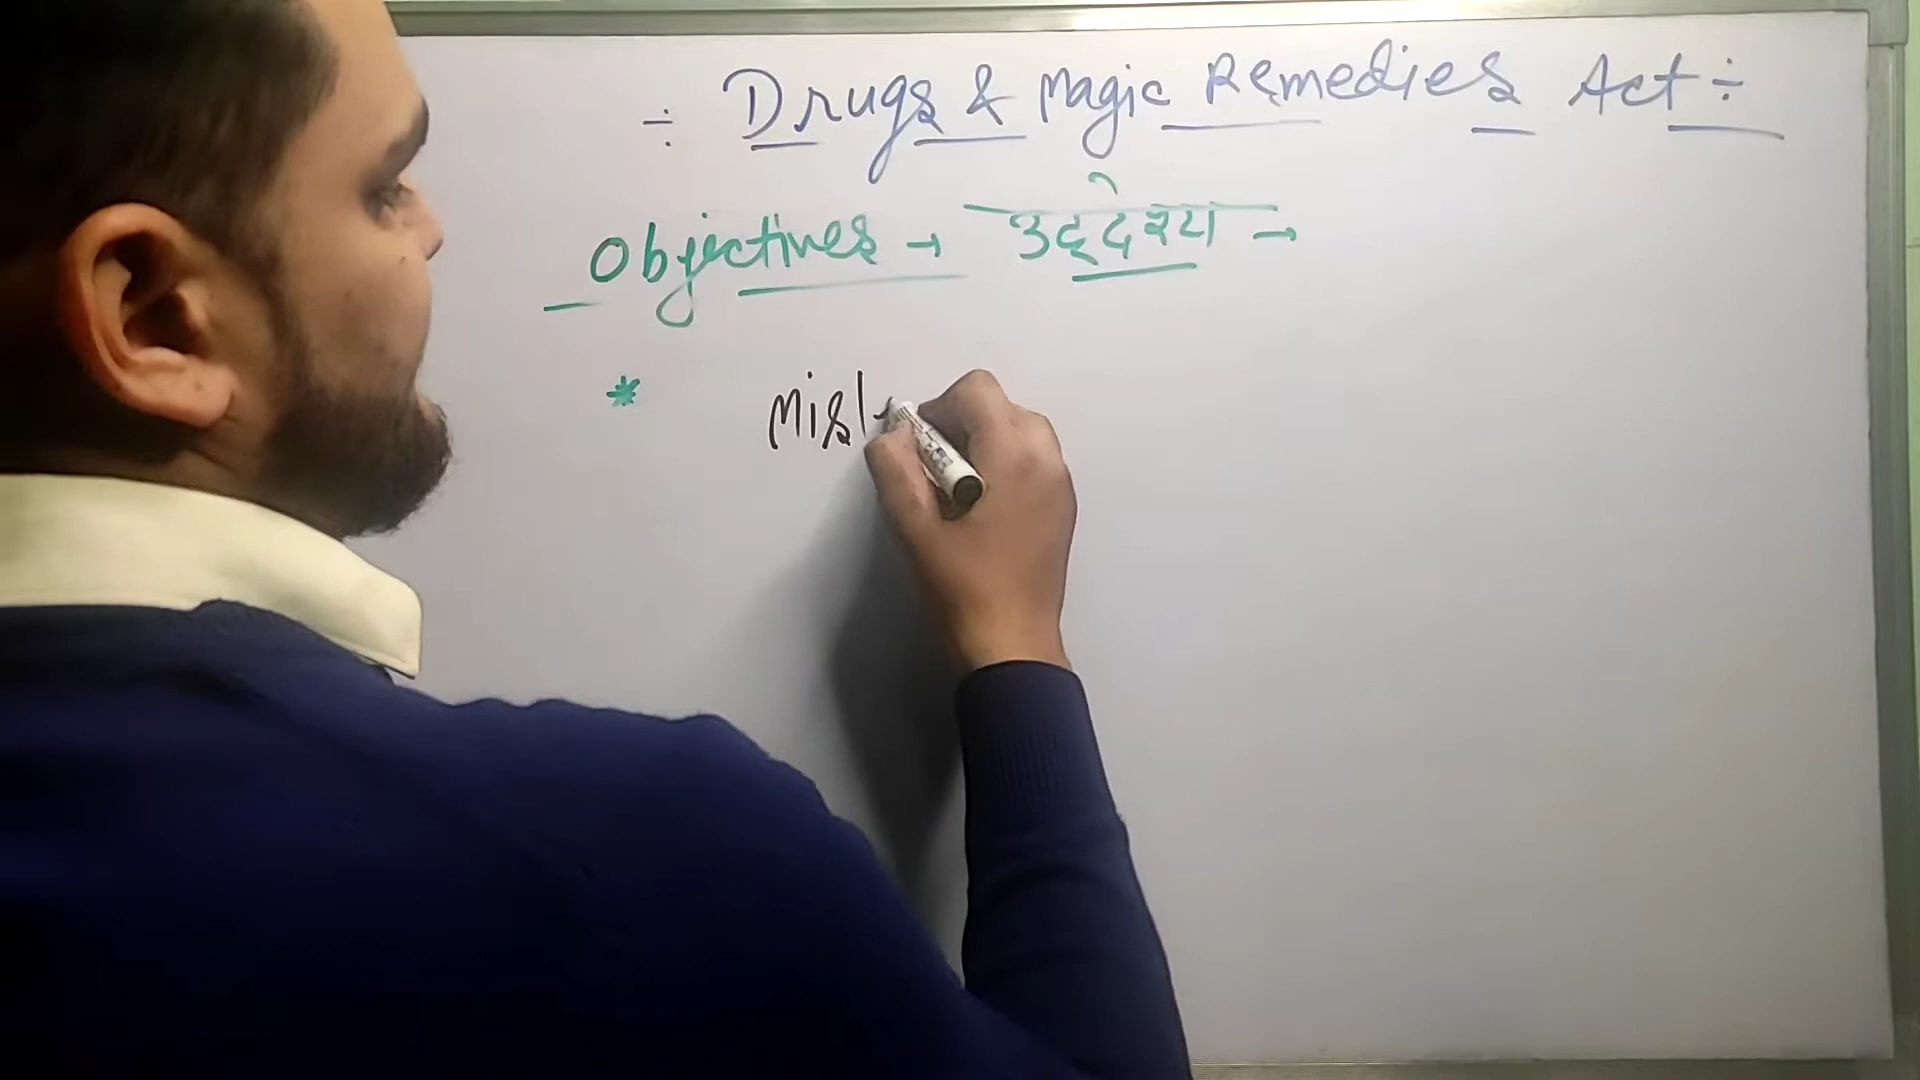 ÷ Drugs & Magic Remedies Act ÷
Objectives → उद्देश्य →
* Misl